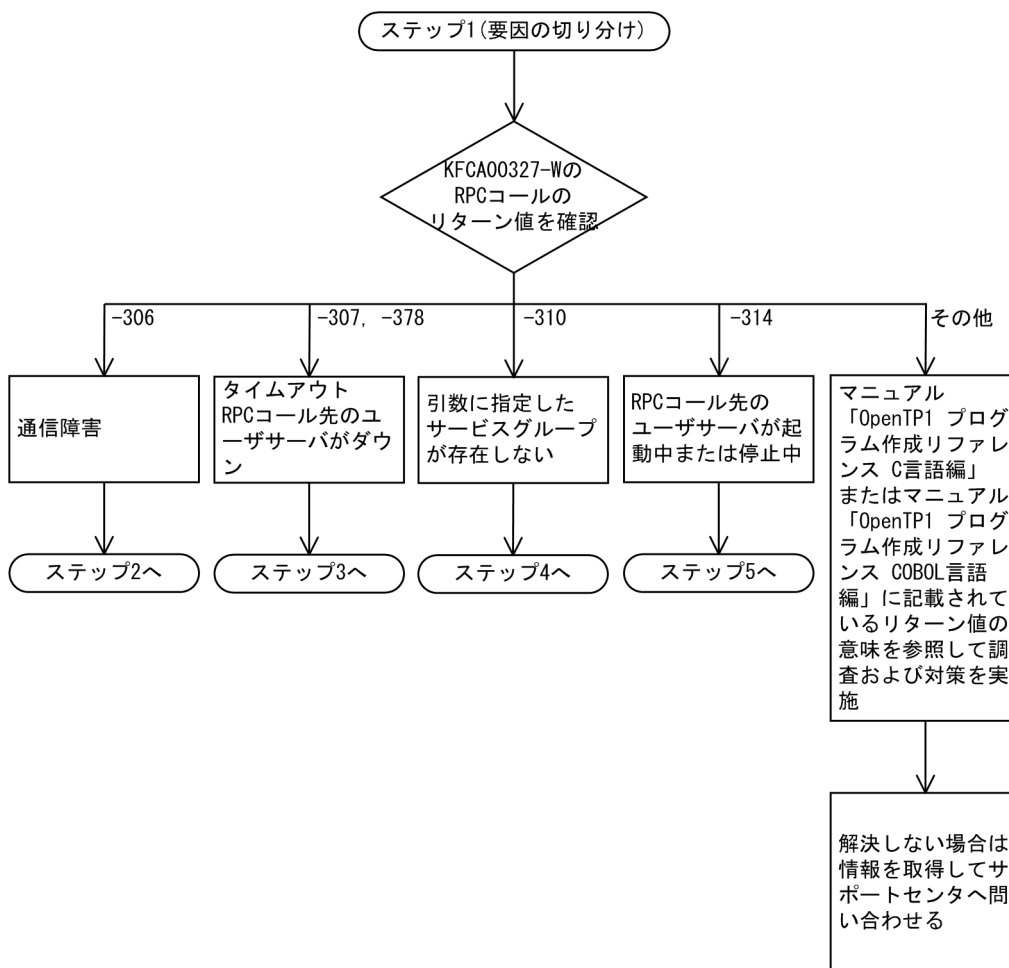 ステップ1(要因の切り分け)
KFCA00327-Wの
RPCコールの
リターン値を確認
-306
-307, -378
-310
-314
その他
通信障害
タイムアウト
RPCコール先のユ
ーザサーバがダウ
ン
引数に指定した
サービスグループ
が存在しない
RPCコール先の
ユーザサーバが起
動中または停止中
マニュアル
「OpenTP1 プログ
ラム作成リファレ
ンス C言語編」
またはマニュアル
「OpenTP1 プログ
ラム作成リファレ
ンス COBOL言語
編」に記載されて
いるリターン値の
意味を参照して調
査および対策を実
施
ステップ2へ
ステップ3へ
ステップ4へ
ステップ5へ
解決しない場合は
情報を取得してサ
ポートセンタへ問
い合わせる